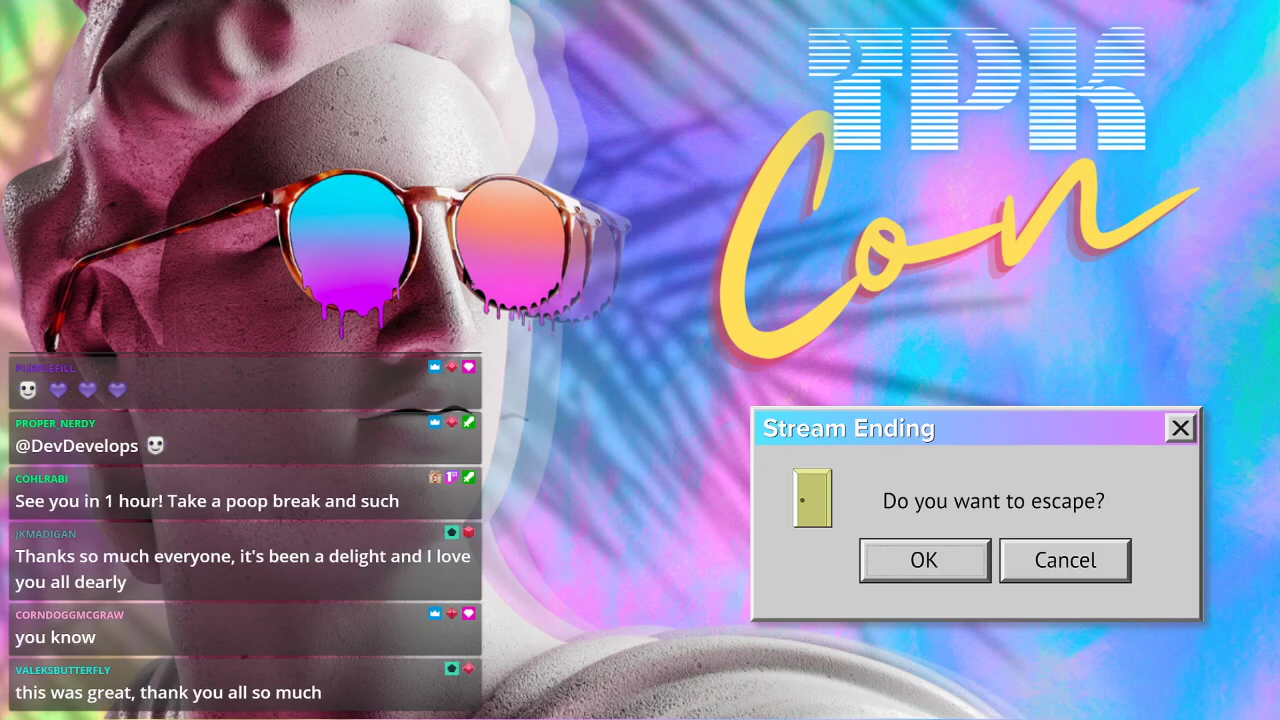 TPK
Con
PURPLEFILL
PROPER_NERDY
@DevDevelops
COHLRABI
See you in 1 hour! Take a poop break and such
JKMADIGAN
Thanks so much everyone, it's been a delight and I love
you all dearly
CORNDOGGMCGRAW
you know
VALEKSBUTTERFLY
this was great, thank you all so much
Stream Ending
Do you want to escape?
OK
Cancel